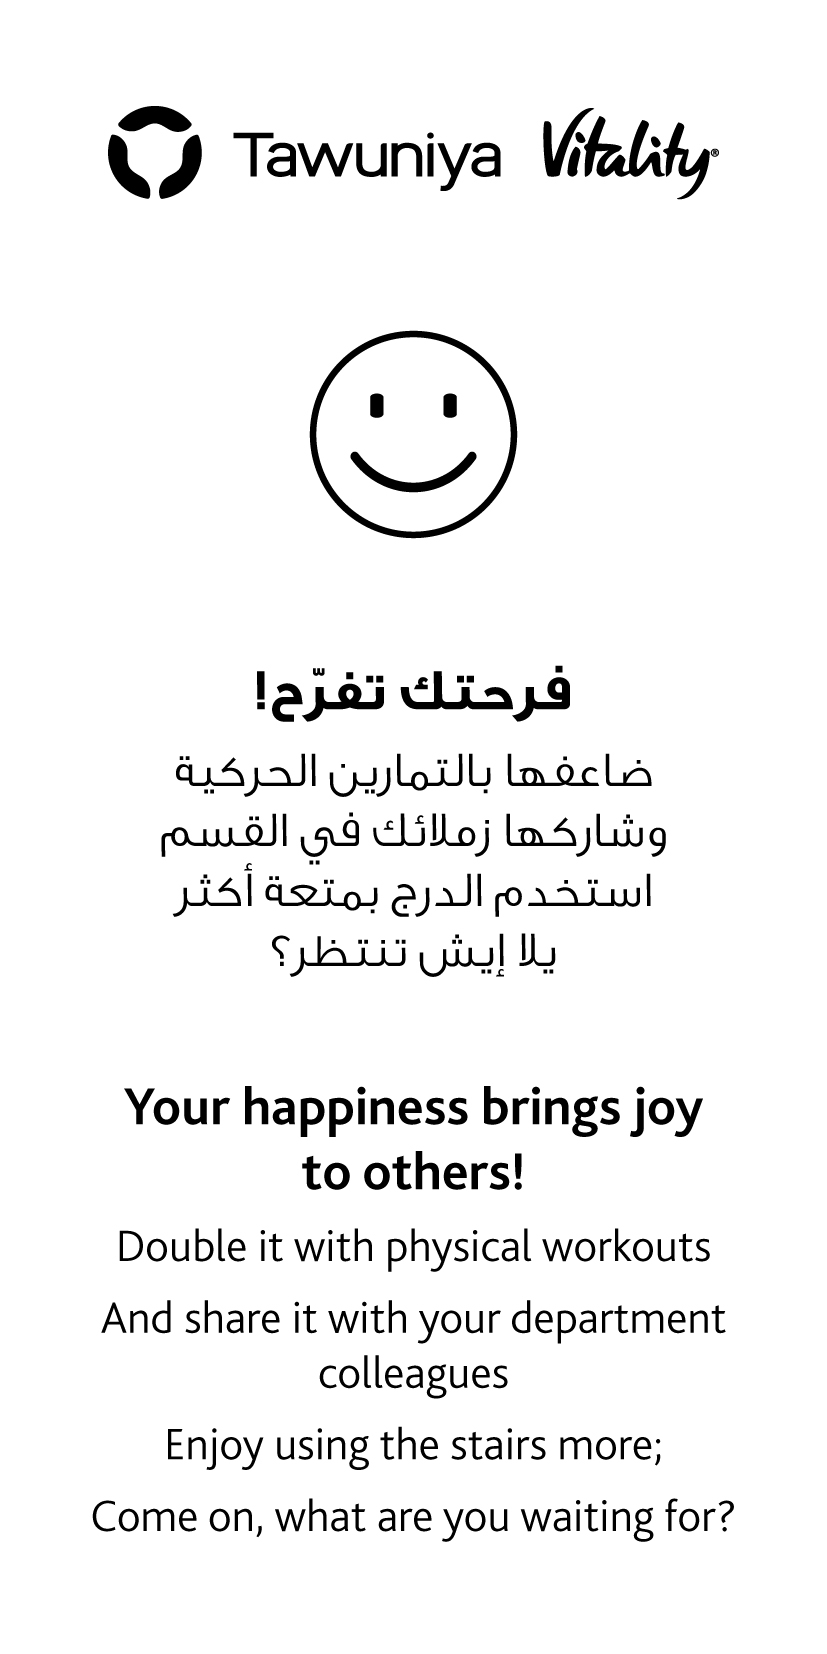 Tawuniya Vitality®
فرحتك تفرّح!
ضاعفها بالتمارين الحركية
وشاركها زملائك في القسم
استخدم الدرج بمتعة أكثر
يلا إيش تنتظر؟
Your happiness brings joy
to others!
Double it with physical workouts
And share it with your department
colleagues
Enjoy using the stairs more;
Come on, what are you waiting for?